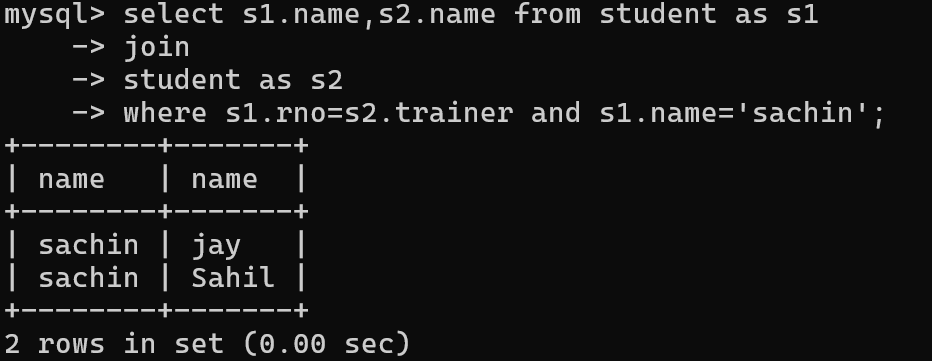 mysql> select s1.name,s2.name from student as s1
    -> join
    -> student as s2
    -> where s1.rno=s2.trainer and s1.name='sachin';
+--------+-------+
| name   | name  |
+--------+-------+
| sachin | jay   |
| sachin | Sahil |
+--------+-------+
2 rows in set (0.00 sec)